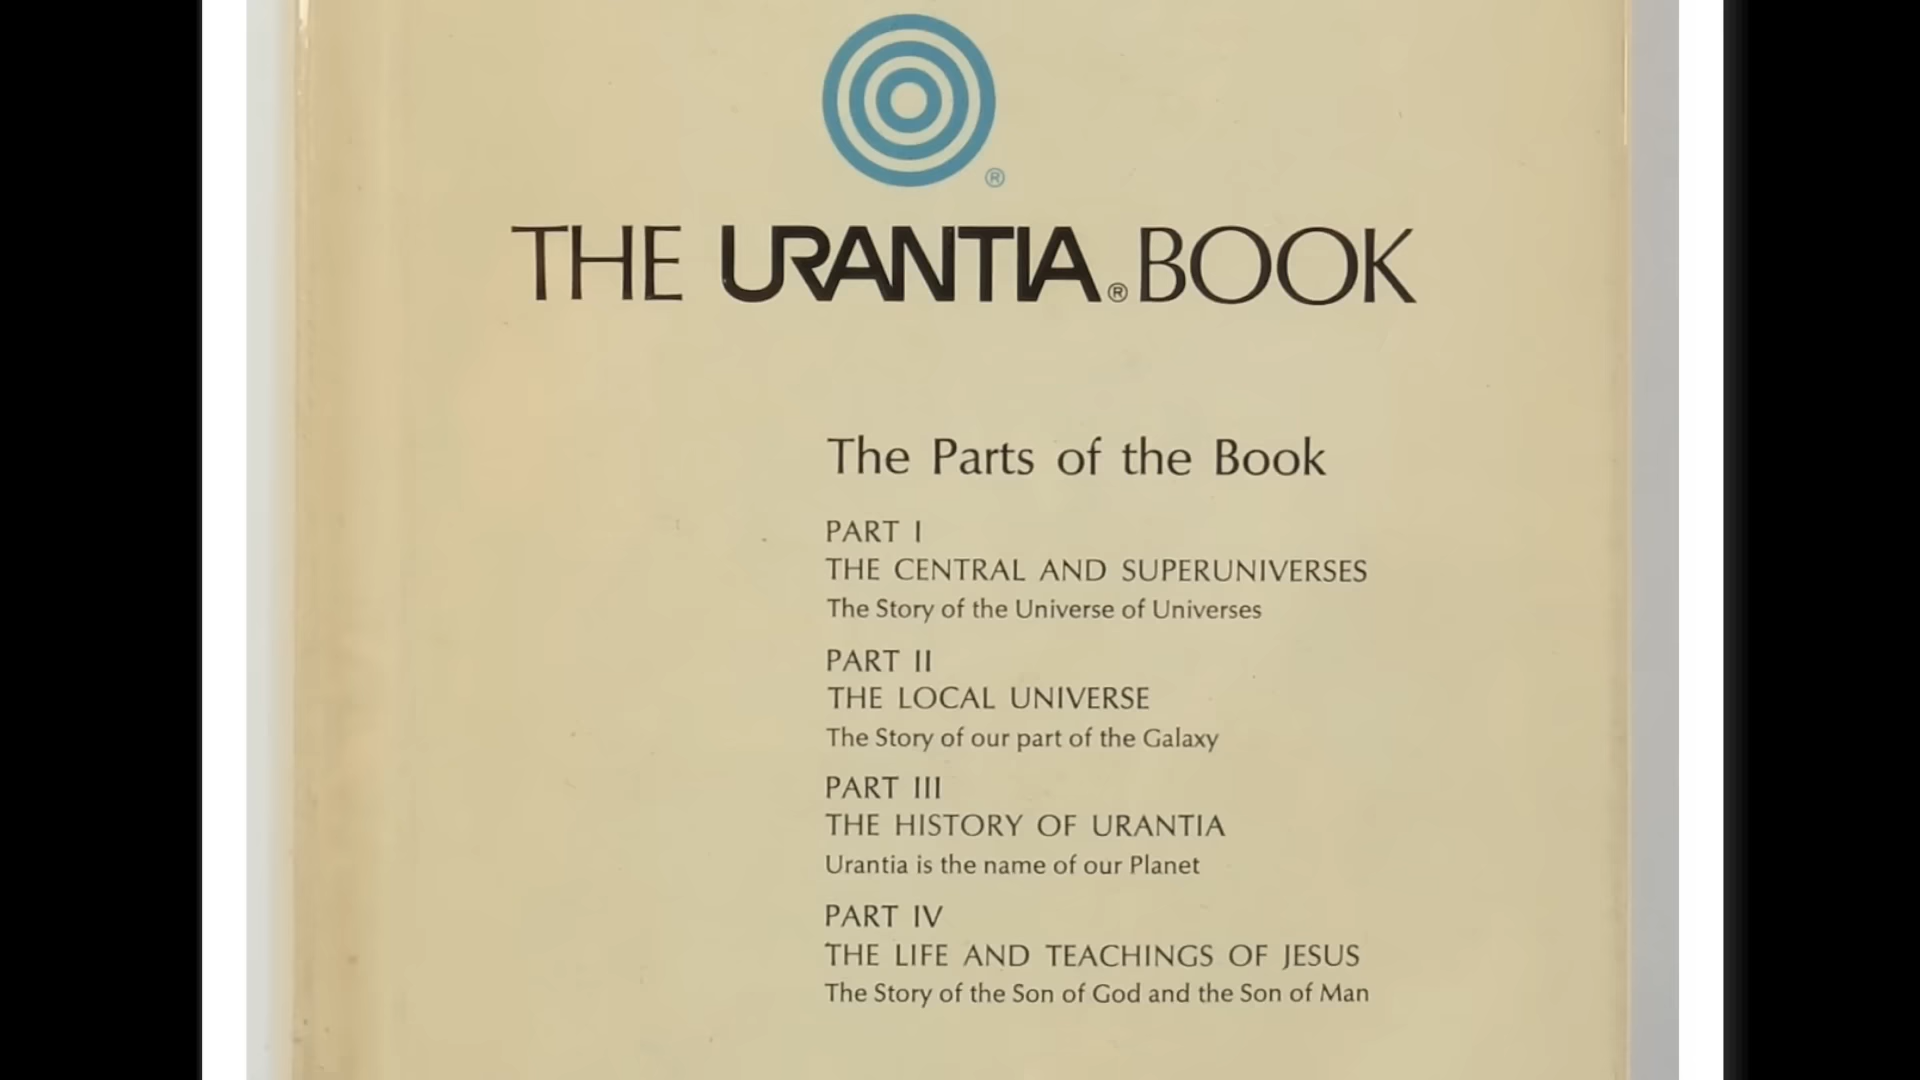 ®
THE URANTIA® BOOK
The Parts of the Book
PART I
THE CENTRAL AND SUPERUNIVERSES
The Story of the Universe of Universes
PART II
THE LOCAL UNIVERSE
The Story of our part of the Galaxy
PART III
THE HISTORY OF URANTIA
Urantia is the name of our Planet
PART IV
THE LIFE AND TEACHINGS OF JESUS
The Story of the Son of God and the Son of Man